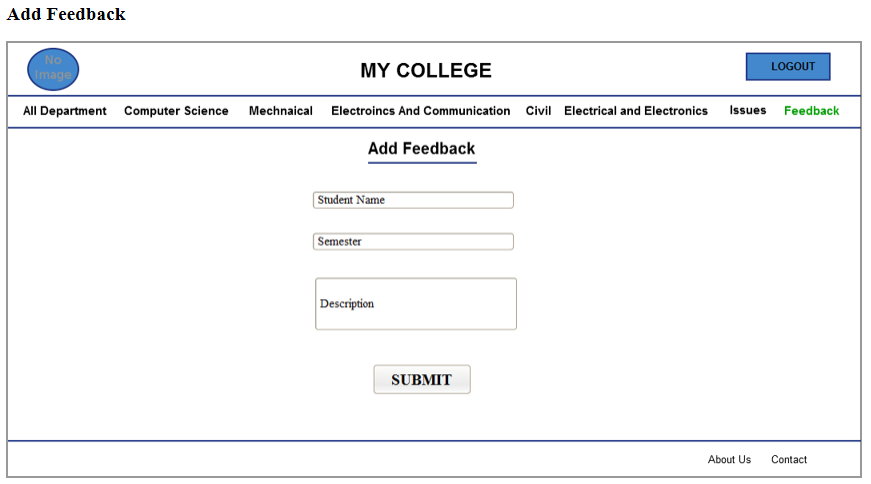 Add Feedback
No
Image
MY COLLEGE
LOGOUT
All Department Computer Science Mechnaical Electroincs And Communication Civil Electrical and Electronics Issues Feedback
Add Feedback
Student Name
Semester
Description
SUBMIT
About Us Contact